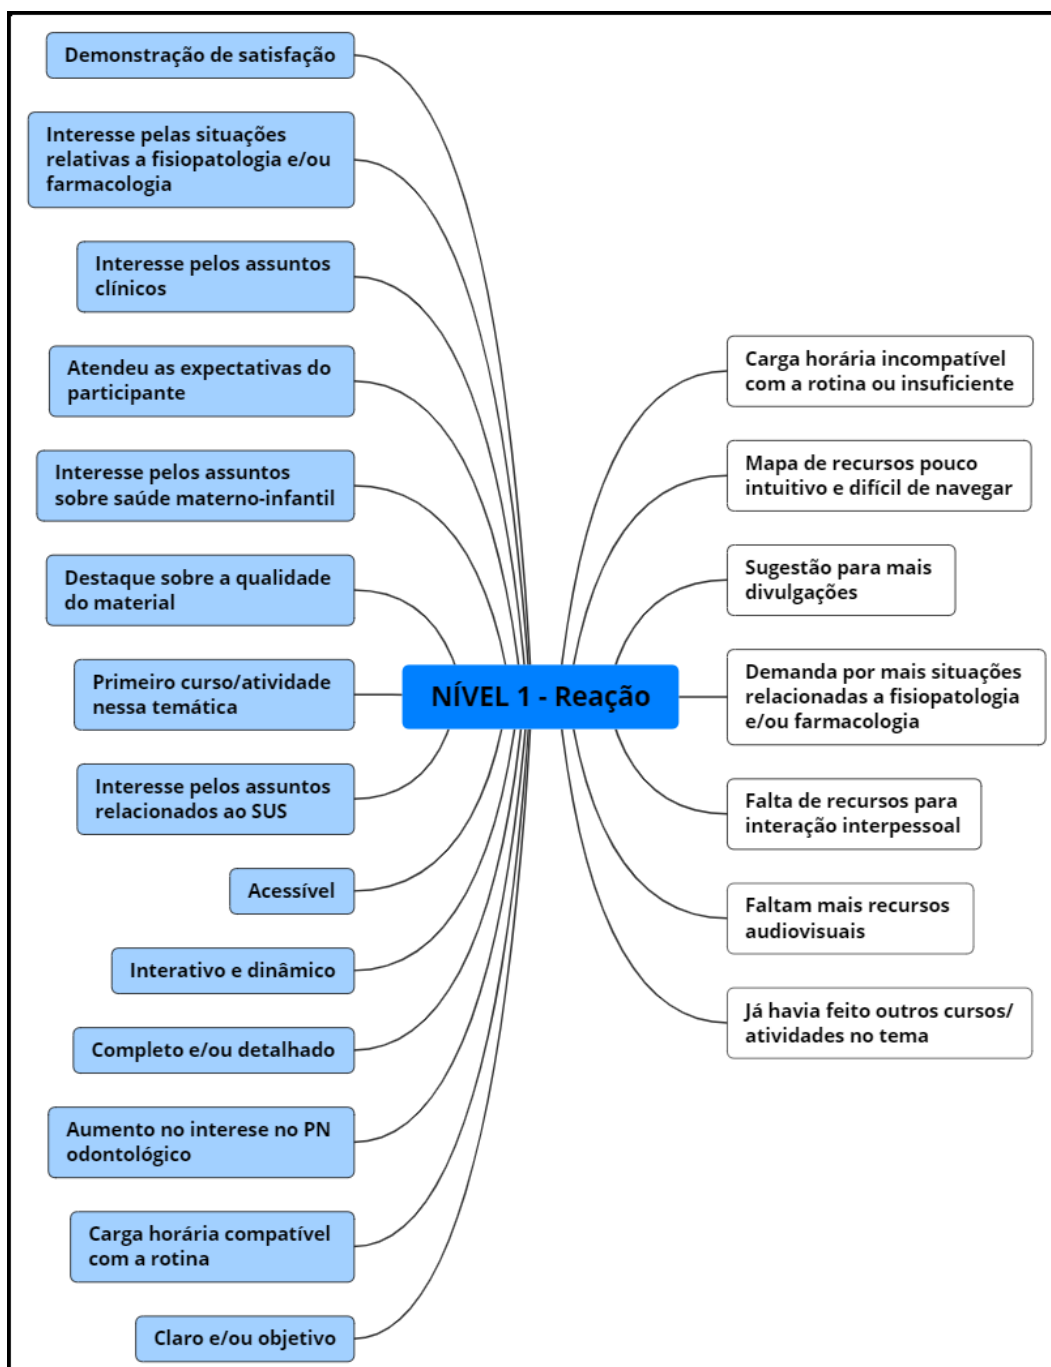 Demonstração de satisfação
Interesse pelas situações
relativas a fisiopatologia e/ou
farmacologia
Interesse pelos assuntos
clínicos
Atendeu as expectativas do
participante
Interesse pelos assuntos
sobre saúde materno-infantil
Destaque sobre a qualidade
do material
Primeiro curso/atividade
nessa temática
Interesse pelos assuntos
relacionados ao SUS
Acessível
Interativo e dinâmico
Completo e/ou detalhado
Aumento no interese no PN
odontológico
Carga horária compatível
com a rotina
Claro e/ou objetivo
NÍVEL 1 - Reação
Carga horária incompatível
com a rotina ou insuficiente
Mapa de recursos pouco
intuitivo e difícil de navegar
Sugestão para mais
divulgações
Demanda por mais situações
relacionadas a fisiopatologia
e/ou farmacologia
Falta de recursos para
interação interpessoal
Faltam mais recursos
audiovisuais
Já havia feito outros cursos/
atividades no tema